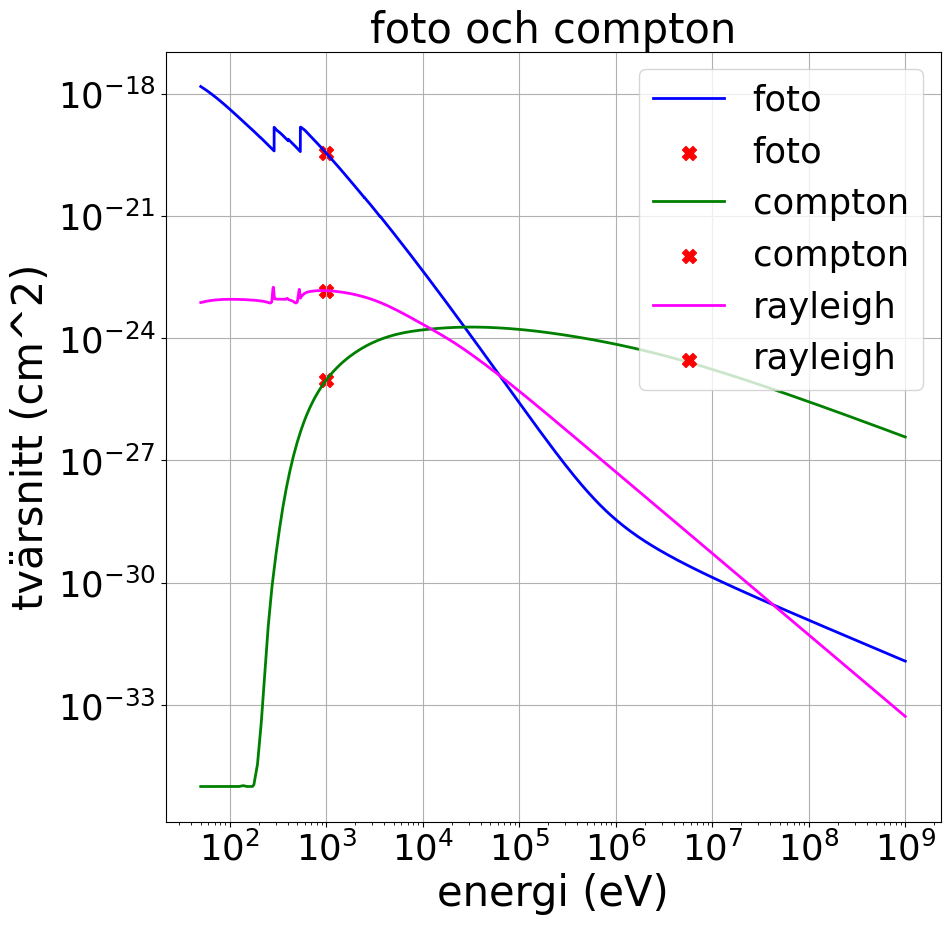 foto och compton
10^{-18}
10^{-21}
10^{-24}
10^{-27}
10^{-30}
10^{-33}
tvärsnitt (cm^2)
foto
foto
compton
compton
rayleigh
rayleigh
10^2 10^3 10^4 10^5 10^6 10^7 10^8 10^9
energi (eV)